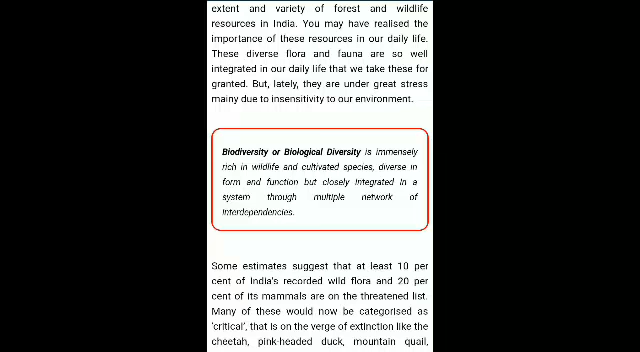 extent and variety of forest and wildlife
resources in India. You may have realised the
importance of these resources in our daily life.
These diverse flora and fauna are so well
integrated in our daily life that we take these for
granted. But, lately, they are under great stress
mainy due to insensitivity to our environment.
Biodiversity or Biological Diversity is immensely
rich in wildlife and cultivated species, diverse in
form and function but closely integrated in a
system through multiple network of
interdependencies.
Some estimates suggest that at least 10 per
cent of India's recorded wild flora and 20 per
cent of its mammals are on the threatened list.
Many of these would now be categorised as
'critical', that is on the verge of extinction like the
cheetah, pink-headed duck, mountain quail,